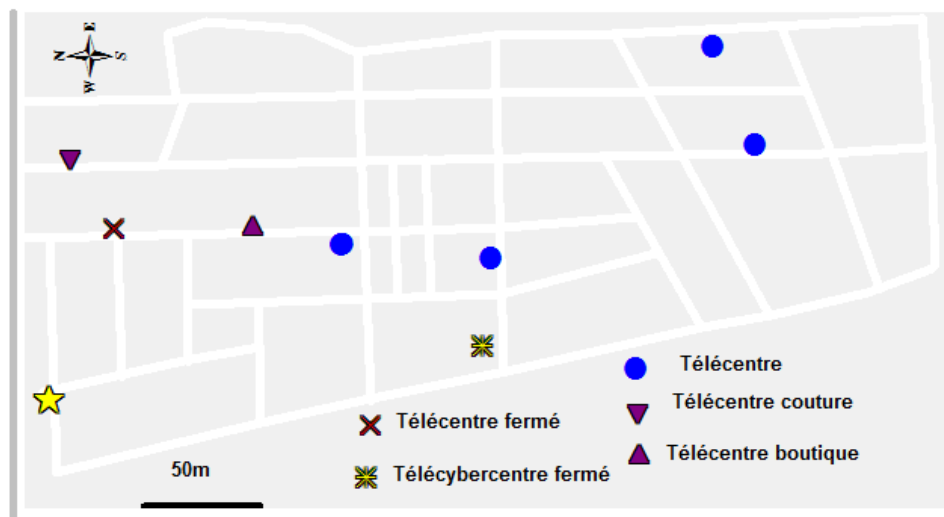 E
N
S
W
Télécentre
Télécentre couture
Télécentre fermé
Télécentre boutique
50m
Télécybercentre fermé